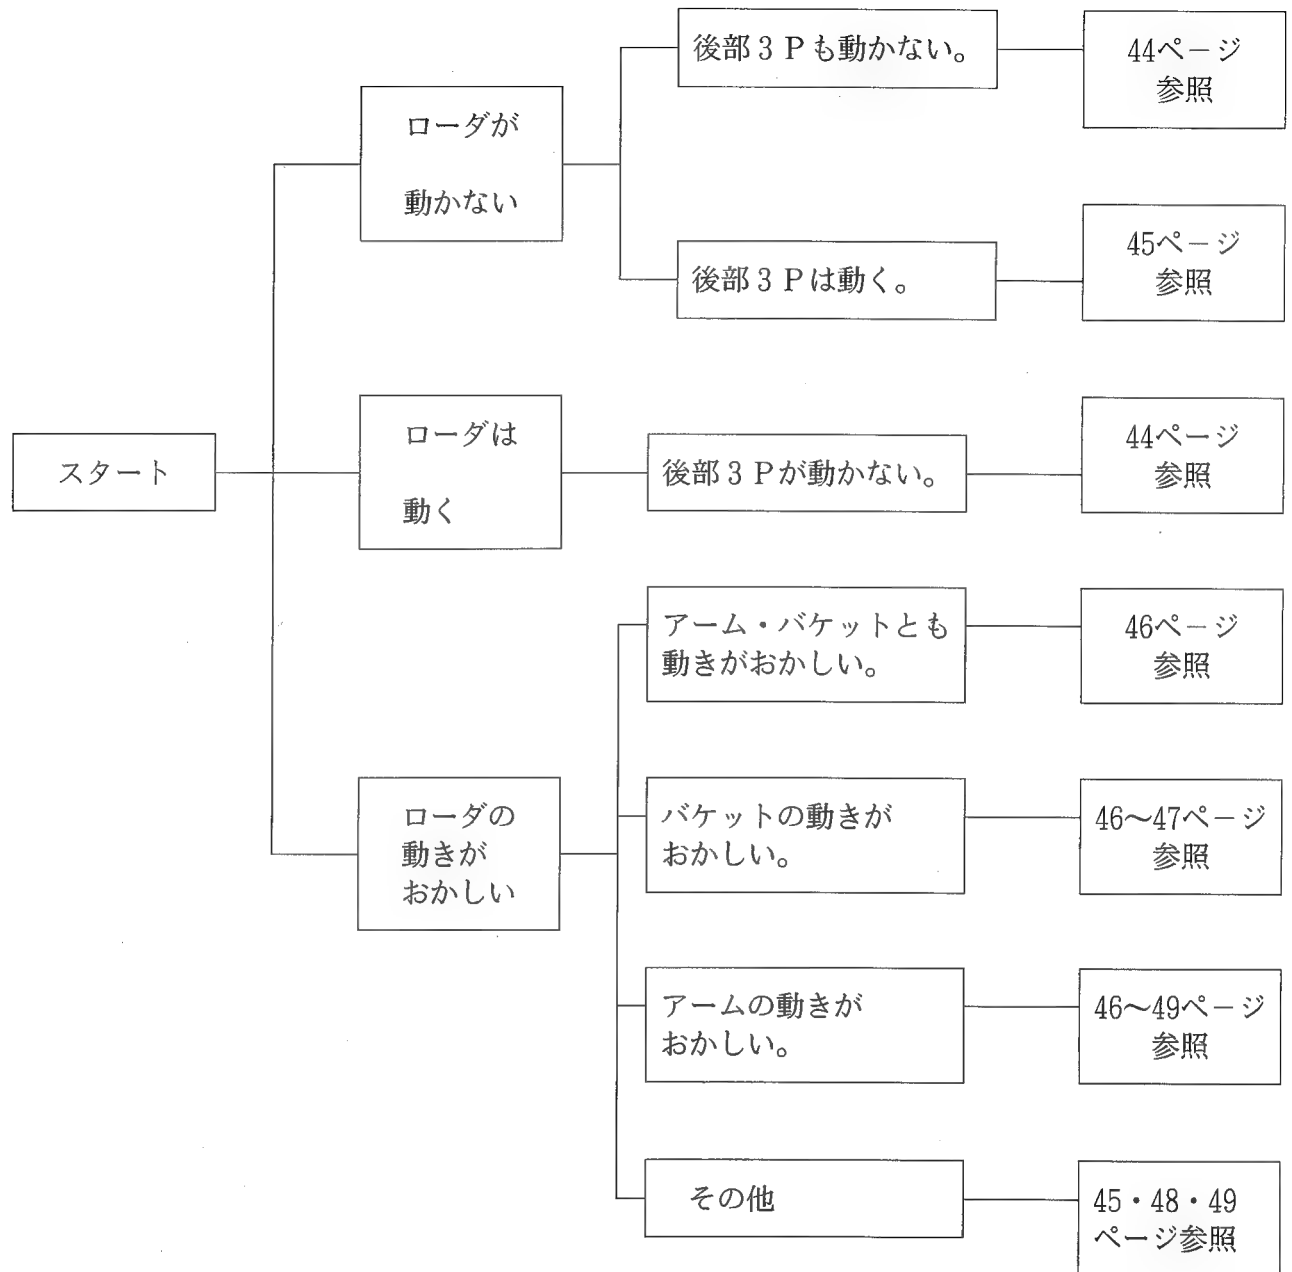 スタート
ローダが
動かない
後部3Pも動かない。
44ページ
参照
後部3Pは動く。
45ページ
参照
ローダは
動く
後部3Pが動かない。
44ページ
参照
ローダの
動きが
おかしい
アーム・バケットとも
動きがおかしい。
46ページ
参照
バケットの動きが
おかしい。
46〜47ページ
参照
アームの動きが
おかしい。
46〜49ページ
参照
その他
45・48・49
ページ参照